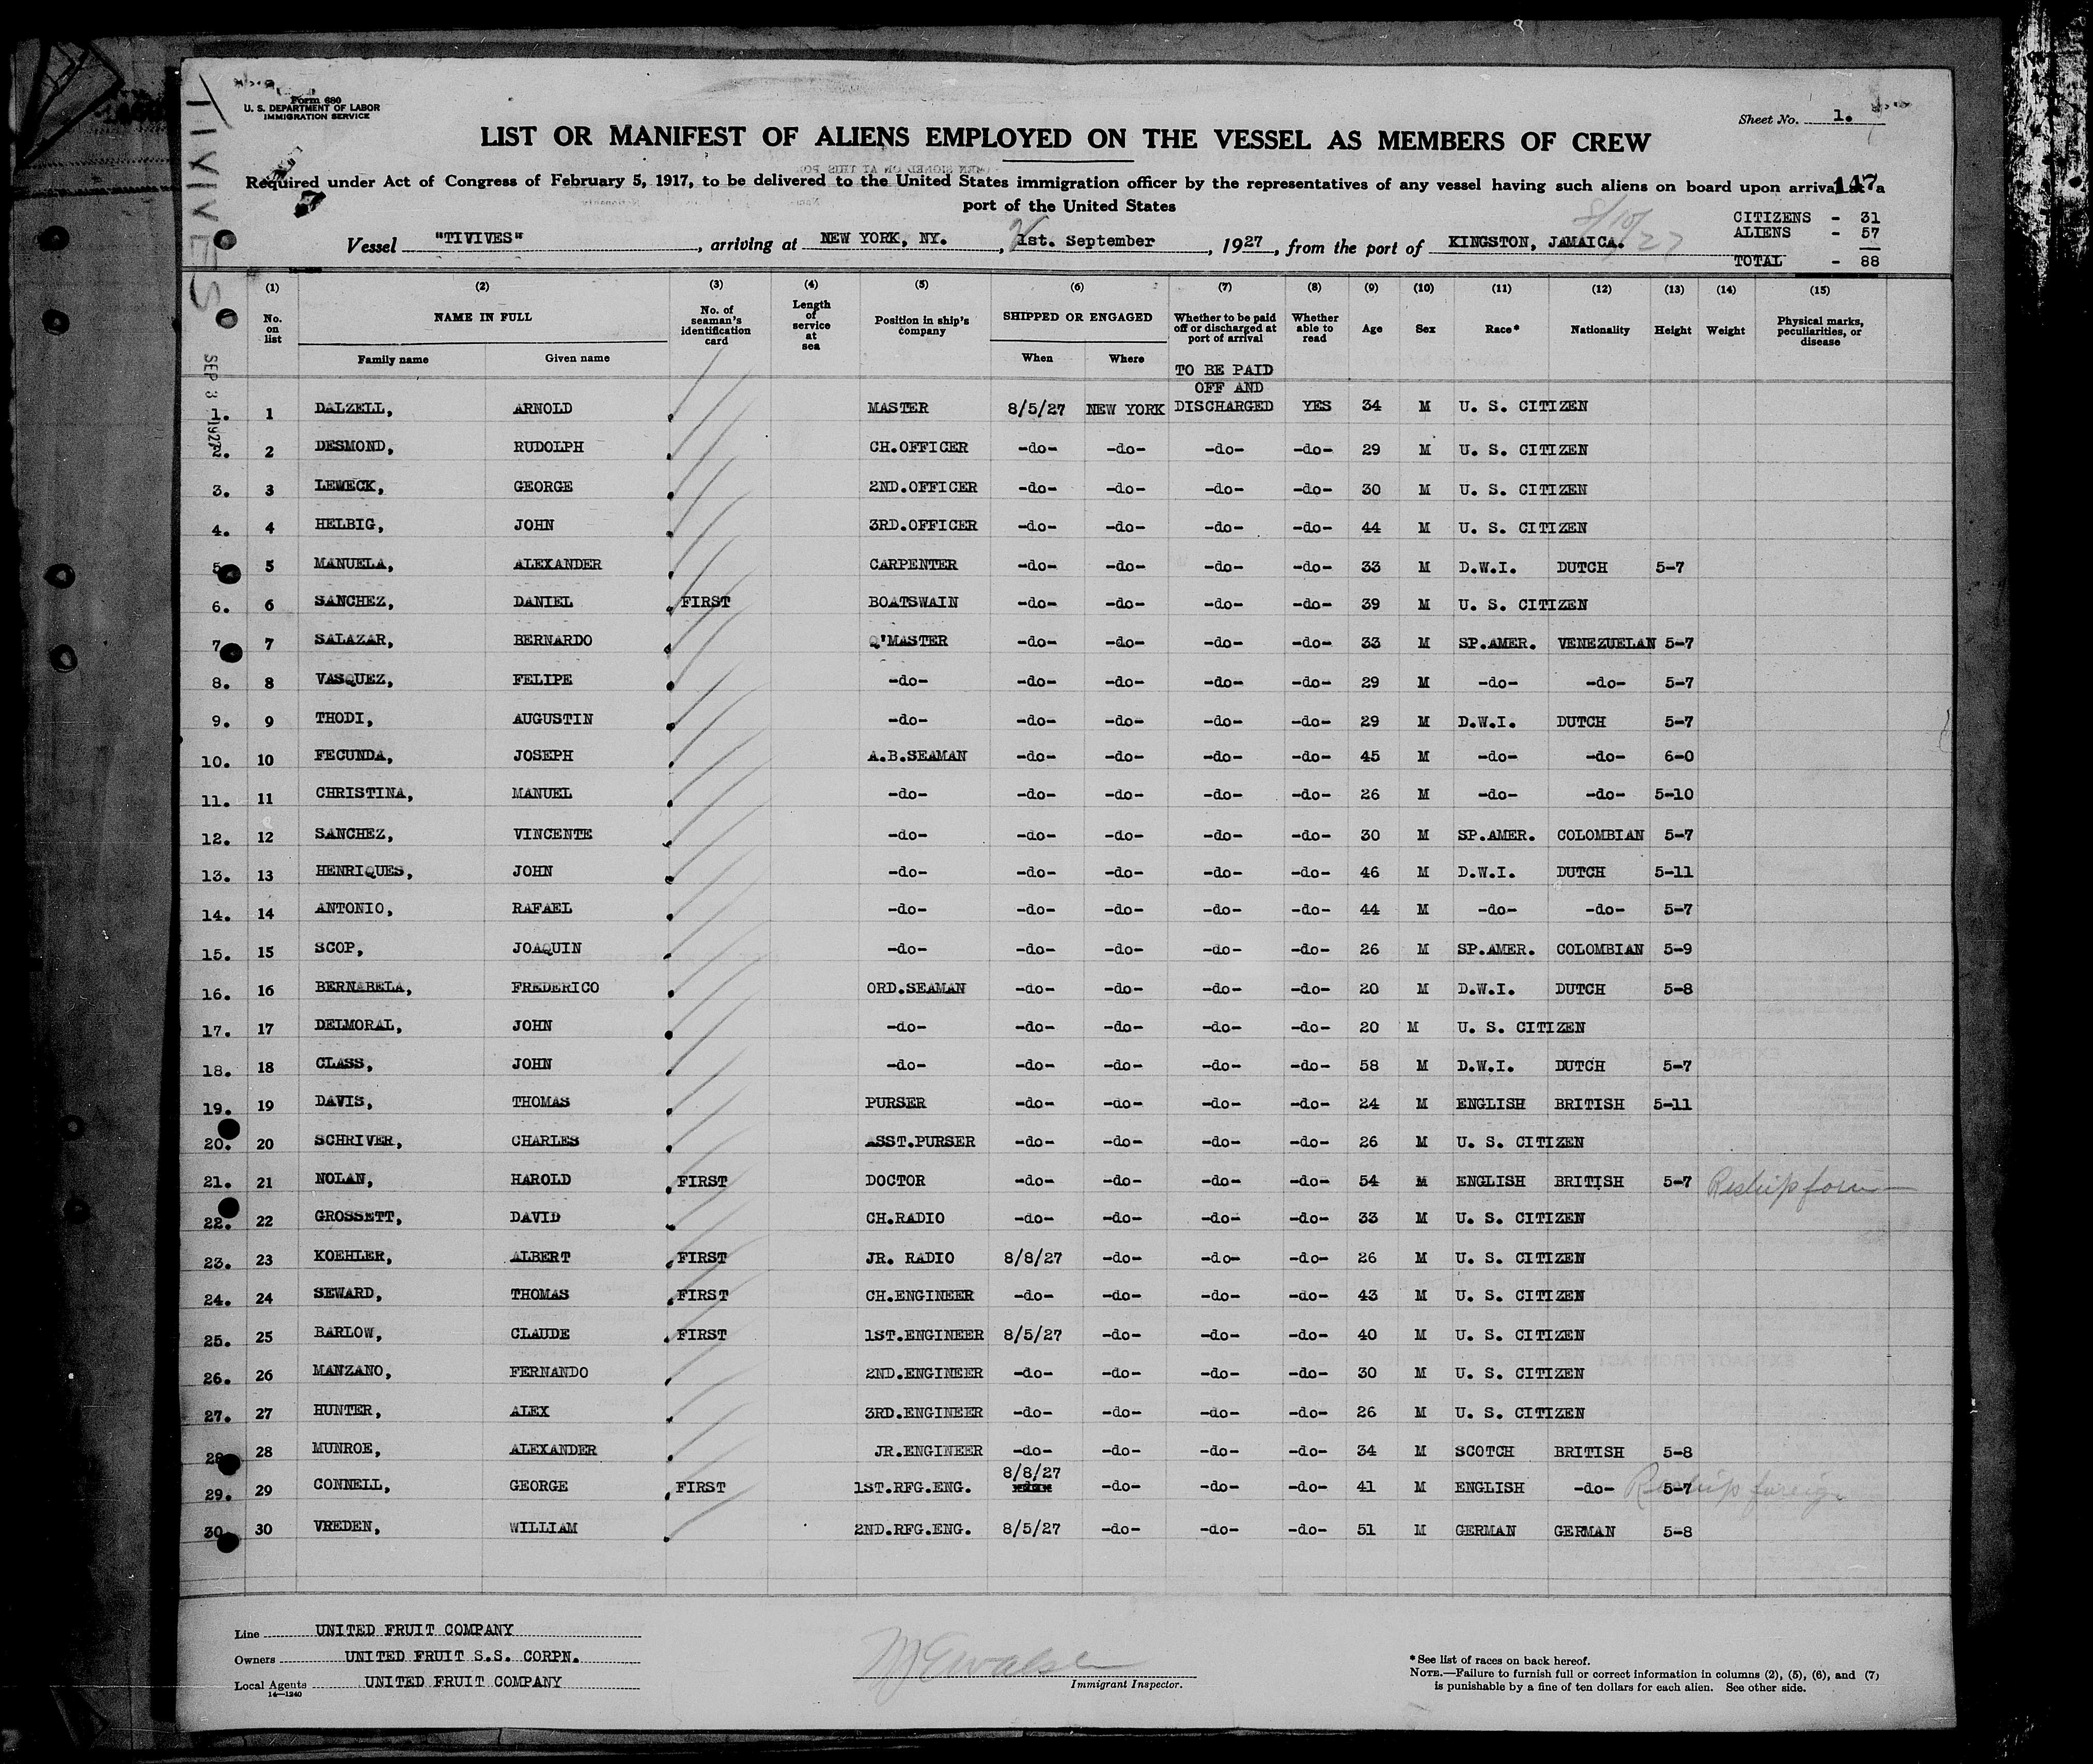 Form 680
U. S. DEPARTMENT OF LABOR
IMMIGRATION SERVICE
Sheet No. 1.
TIVIVES
SEP 3 1927
LIST OR MANIFEST OF ALIENS EMPLOYED ON THE VESSEL AS MEMBERS OF CREW
Required under Act of Congress of February 5, 1917, to be delivered to the United States immigration officer by the representatives of any vessel having such aliens on board upon arrival at a
port of the United States
147
CITIZENS - 31
ALIENS - 57
TOTAL - 88
Vessel "TIVIVES", arriving at NEW YORK, NY., 1st. September, 1927, from the port of KINGSTON, JAMAICA.
(1) (2) (3) (4) (5) (6) (7) (8) (9) (10) (11) (12) (13) (14) (15)
No. on list NAME IN FULL No. of seaman's identification card Length of service at sea Position in ship's company SHIPPED OR ENGAGED Whether to be paid off or discharged at port of arrival Whether able to read Age Sex Race* Nationality Height Weight Physical marks, peculiarities, or disease
Family name Given name When Where
TO BE PAID
OFF AND
1. 1 DALZELL, ARNOLD MASTER 8/5/27 NEW YORK DISCHARGED YES 34 M U. S. CITIZEN
2. 2 DESMOND, RUDOLPH CH.OFFICER -do- -do- -do- -do- 29 M U. S. CITIZEN
3. 3 LEMECK, GEORGE 2ND.OFFICER -do- -do- -do- -do- 30 M U. S. CITIZEN
4. 4 HELBIG, JOHN 3RD.OFFICER -do- -do- -do- -do- 44 M U. S. CITIZEN
5 5 MANUELA, ALEXANDER CARPENTER -do- -do- -do- -do- 33 M D.W.I. DUTCH 5-7
6. 6 SANCHEZ, DANIEL FIRST BOATSWAIN -do- -do- -do- -do- 39 M U. S. CITIZEN
7 7 SALAZAR, BERNARDO Q'MASTER -do- -do- -do- -do- 33 M SP.AMER. VENEZUELAN 5-7
8. 8 VASQUEZ, FELIPE -do- -do- -do- -do- -do- 29 M -do- -do- 5-7
9. 9 THODI, AUGUSTIN -do- -do- -do- -do- -do- 29 M D.W.I. DUTCH 5-7
10. 10 FECUNDA, JOSEPH A.B.SEAMAN -do- -do- -do- -do- 45 M -do- -do- 6-0
11. 11 CHRISTINA, MANUEL -do- -do- -do- -do- -do- 26 M -do- -do- 5-10
12. 12 SANCHEZ, VINCENTE -do- -do- -do- -do- -do- 30 M SP.AMER. COLOMBIAN 5-7
13. 13 HENRIQUES, JOHN -do- -do- -do- -do- -do- 46 M D.W.I. DUTCH 5-11
14. 14 ANTONIO, RAFAEL -do- -do- -do- -do- -do- 44 M -do- -do- 5-7
15. 15 SCOP, JOAQUIN -do- -do- -do- -do- -do- 26 M SP.AMER. COLOMBIAN 5-9
16. 16 BERNABELA, FREDERICO ORD.SEAMAN -do- -do- -do- -do- 20 M D.W.I. DUTCH 5-8
17. 17 DELMORAL, JOHN -do- -do- -do- -do- -do- 20 M U. S. CITIZEN
18. 18 CLASS, JOHN -do- -do- -do- -do- -do- 58 M D.W.I. DUTCH 5-7
19. 19 DAVIS, THOMAS PURSER -do- -do- -do- -do- 24 M ENGLISH BRITISH 5-11
20. 20 SCHRIVER, CHARLES ASST.PURSER -do- -do- -do- -do- 26 M U. S. CITIZEN
21. 21 NOLAN, HAROLD FIRST DOCTOR -do- -do- -do- -do- 54 M ENGLISH BRITISH 5-7 Reship
22. 22 GROSSETT, DAVID CH.RADIO -do- -do- -do- -do- 33 M U. S. CITIZEN
23. 23 KOEHLER, ALBERT FIRST JR. RADIO 8/8/27 -do- -do- -do- 26 M U. S. CITIZEN
24. 24 SEWARD, THOMAS FIRST CH.ENGINEER -do- -do- -do- -do- 43 M U. S. CITIZEN
25. 25 BARLOW, CLAUDE FIRST 1ST.ENGINEER 8/5/27 -do- -do- -do- 40 M U. S. CITIZEN
26. 26 MANZANO, FERNANDO 2ND.ENGINEER -do- -do- -do- -do- 30 M U. S. CITIZEN
27. 27 HUNTER, ALEX 3RD.ENGINEER -do- -do- -do- -do- 26 M U. S. CITIZEN
28 28 MUNROE, ALEXANDER JR.ENGINEER -do- -do- -do- -do- 34 M SCOTCH BRITISH 5-8
29. 29 CONNELL, GEORGE FIRST 1ST.RFG.ENG. 8/8/27 -do- -do- -do- 41 M ENGLISH -do- 5-7 Reship foreign
30. 30 VREDEN, WILLIAM 2ND.RFG.ENG. 8/5/27 -do- -do- -do- 51 M GERMAN GERMAN 5-8
Line UNITED FRUIT COMPANY
Owners UNITED FRUIT S.S. CORPN.
Local Agents UNITED FRUIT COMPANY
14—1240
Immigrant Inspector.
*See list of races on back hereof.
NOTE.—Failure to furnish full or correct information in columns (2), (5), (6), and (7)
is punishable by a fine of ten dollars for each alien. See other side.